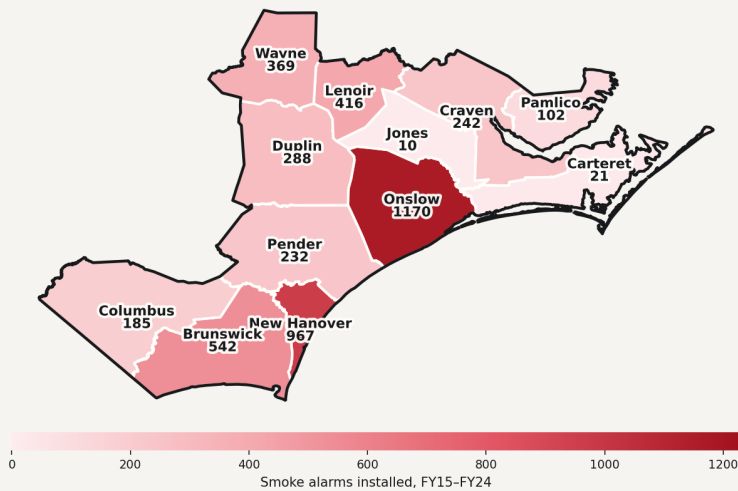 Wayne
369
Lenoir
416
Craven
242
Pamlico
102
Jones
10
Duplin
288
Carteret
21
Onslow
1170
Pender
232
Columbus
185
New Hanover
967
Brunswick
542
0 200 400 600 800 1000 1200
Smoke alarms installed, FY15–FY24